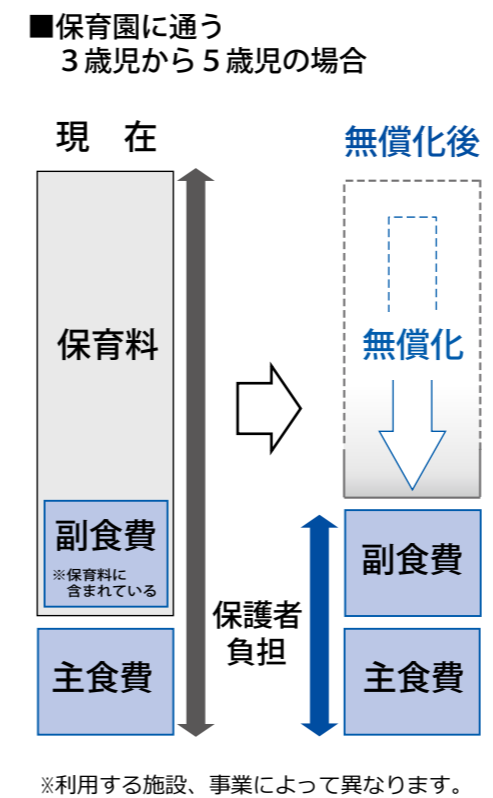 ■保育園に通う
３歳児から５歳児の場合
現　在
無償化後
保育料
無償化
副食費
※保育料に
含まれている
主食費
保護者
負担
副食費
主食費
※利用する施設、事業によって異なります。